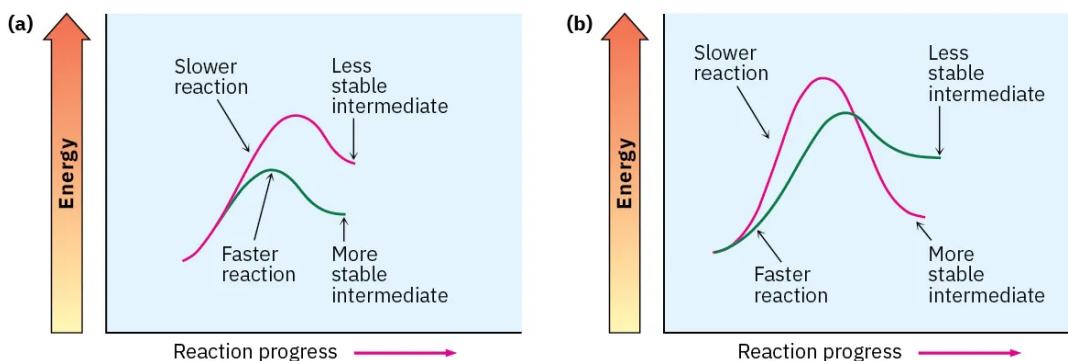 (a)
Energy
Slower
reaction
Less
stable
intermediate
Faster
reaction
More
stable
intermediate
Reaction progress
(b)
Energy
Slower
reaction
Less
stable
intermediate
Faster
reaction
More
stable
intermediate
Reaction progress